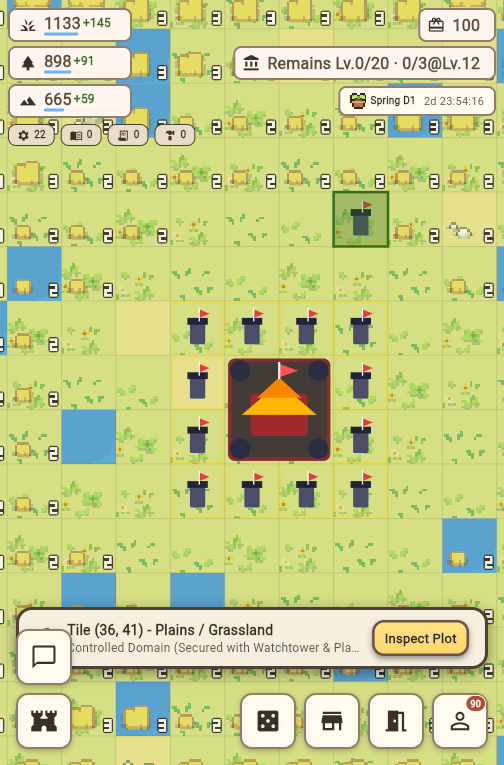 1133 +145
100
898 +91
Remains Lv.0/20 · 0/3@Lv.12
665 +59
Spring D1 2d 23:54:16
22 0 0 0
Tile (36, 41) - Plains / Grassland
Controlled Domain (Secured with Watchtower & Pla...
Inspect Plot
90